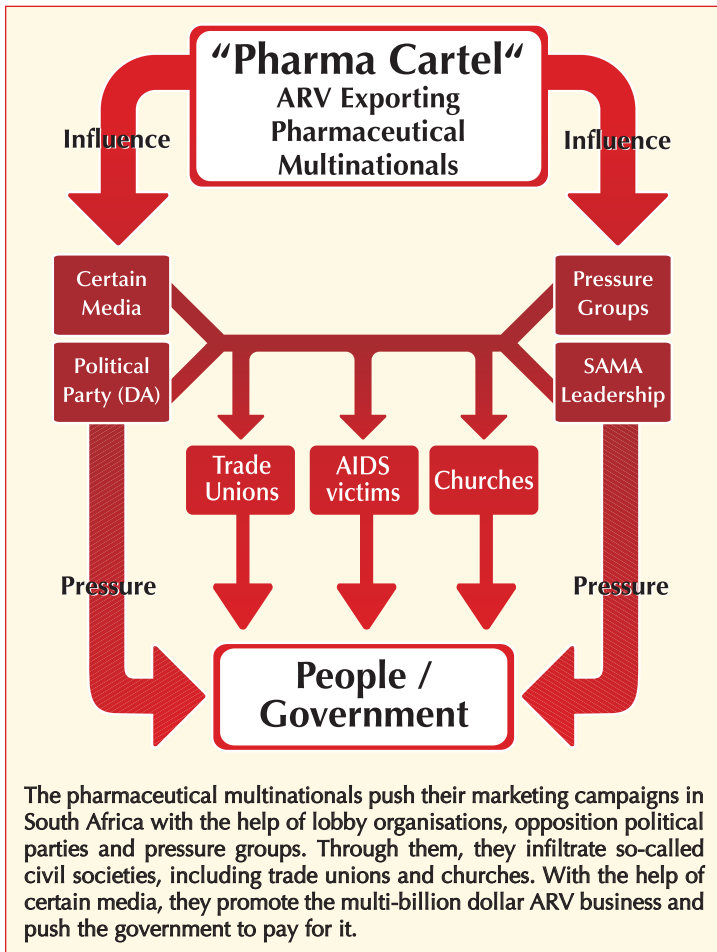 “Pharma Cartel“
ARV Exporting
Pharmaceutical
Multinationals
Influence
Influence
Certain
Media
Pressure
Groups
Political
Party (DA)
SAMA
Leadership
Trade
Unions
AIDS
victims
Churches
Pressure
Pressure
People /
Government
The pharmaceutical multinationals push their marketing campaigns in
South Africa with the help of lobby organisations, opposition political
parties and pressure groups. Through them, they infiltrate so-called
civil societies, including trade unions and churches. With the help of
certain media, they promote the multi-billion dollar ARV business and
push the government to pay for it.